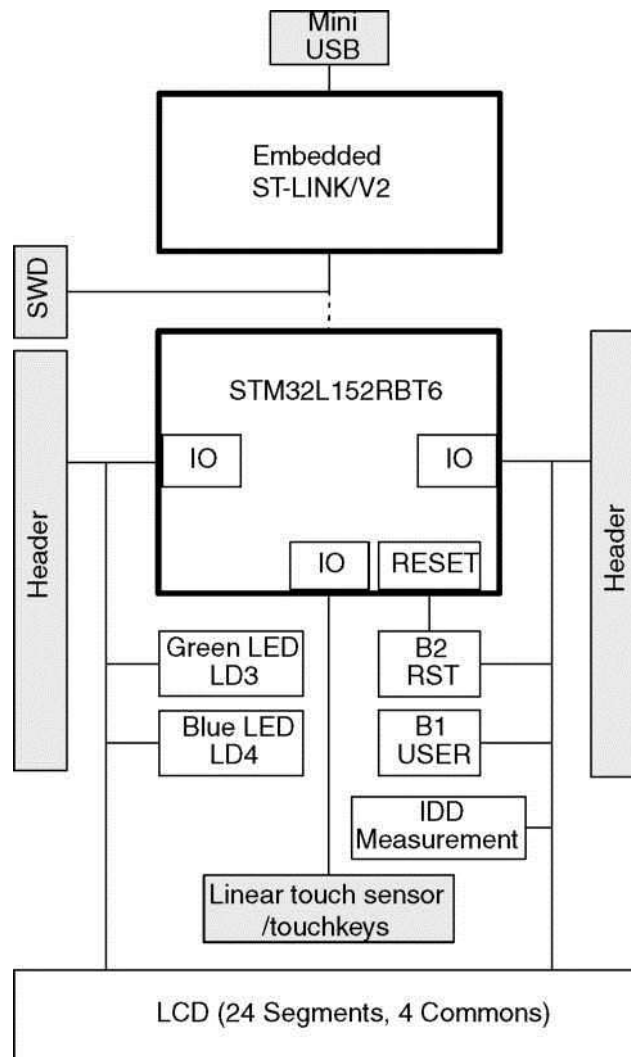 Mini
USB
Embedded
ST-LINK/V2
SWD
STM32L152RBT6
IO
IO
Header
Header
IO
RESET
Green LED
LD3
B2
RST
Blue LED
LD4
B1
USER
IDD
Measurement
Linear touch sensor
/touchkeys
LCD (24 Segments, 4 Commons)